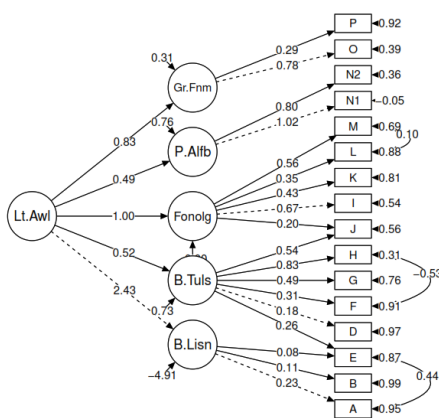 P
0.92
0.31
0.29
O
0.39
0.78
Gr.Fnm
N2
0.36
0.83
0.76
0.80
N1
−0.05
1.02
P.Alfb
M
0.69
0.10
0.49
L
0.88
0.56
0.35
K
0.81
0.43
I
0.54
0.67
Lt.Awl
1.00
Fonolg
0.20
J
0.56
0.52
0.54
H
0.31
0.83
−0.53
B.Tuls
0.49
G
0.76
2.43
0.31
F
0.91
0.73
0.18
D
0.97
0.26
B.Lisn
0.08
E
0.87
0.44
−4.91
0.11
B
0.99
0.23
A
0.95